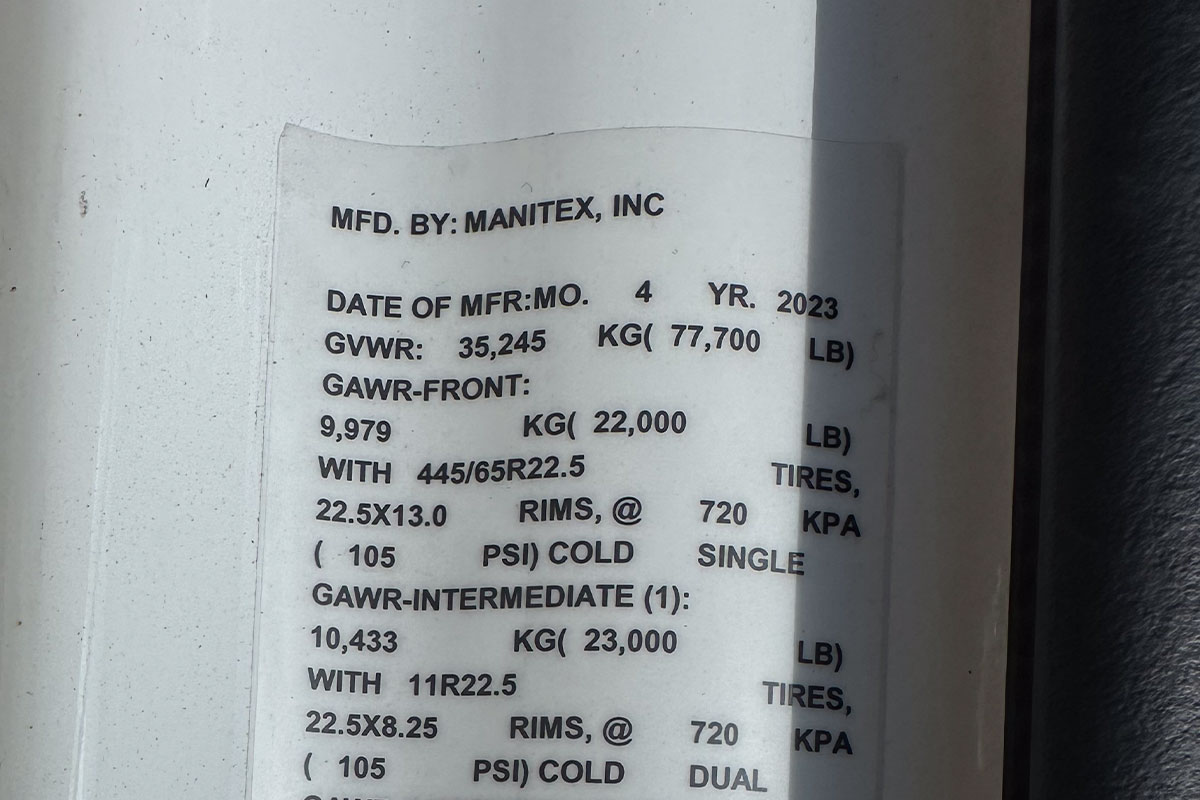 MFD. BY: MANITEX, INC
DATE OF MFR:MO. 4 YR. 2023
GVWR: 35,245 KG( 77,700 LB)
GAWR-FRONT:
9,979 KG( 22,000 LB)
WITH 445/65R22.5 TIRES,
22.5X13.0 RIMS, @ 720 KPA
( 105 PSI) COLD SINGLE
GAWR-INTERMEDIATE (1):
10,433 KG( 23,000 LB)
WITH 11R22.5 TIRES,
22.5X8.25 RIMS, @ 720 KPA
( 105 PSI) COLD DUAL